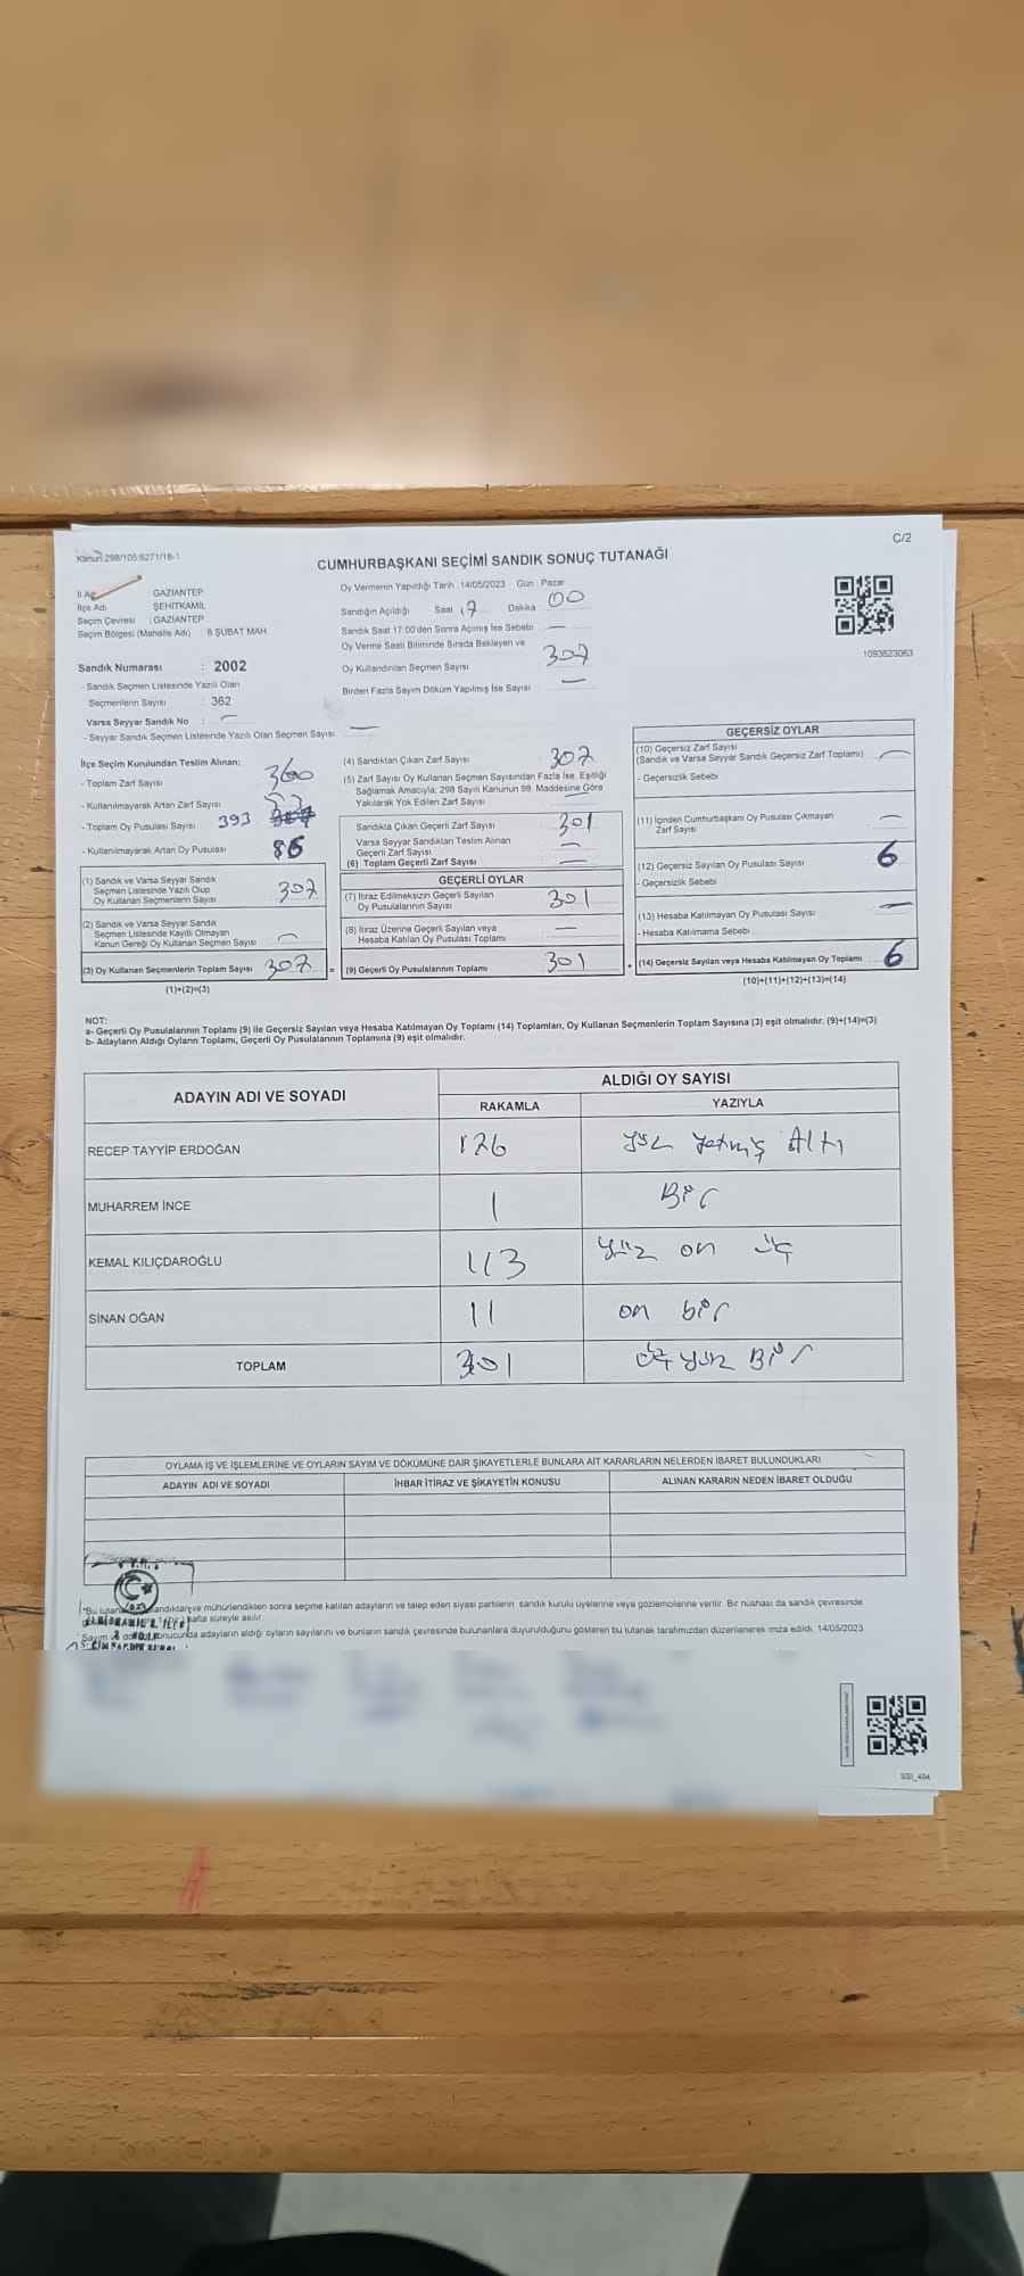 Kanun 298/105:6271/18-1
C/2
CUMHURBAŞKANI SEÇİMİ SANDIK SONUÇ TUTANAĞI
İl Adı GAZİANTEP
İlçe Adı ŞEHİTKAMİL
Seçim Çevresi : GAZİANTEP
Seçim Bölgesi (Mahalle Adı) 8 ŞUBAT MAH.
Sandık Numarası : 2002
- Sandık Seçmen Listesinde Yazılı Olan
Seçmenlerin Sayısı : 362
Varsa Seyyar Sandık No : —
- Seyyar Sandık Seçmen Listesinde Yazılı Olan Seçmen Sayısı —
Oy Vermenin Yapıldığı Tarih : 14/05/2023 Gün : Pazar
Sandığın Açıldığı Saat 17 Dakika 00
Sandık Saat 17:00'den Sonra Açılmış İse Sebebi —
Oy Verme Saati Bitiminde Sırada Bekleyen ve
Oy Kullandırılan Seçmen Sayısı 307
Birden Fazla Sayım Döküm Yapılmış İse Sayısı —
1093623063
İlçe Seçim Kurulundan Teslim Alınan:
- Toplam Zarf Sayısı 360
- Kullanılmayarak Artan Zarf Sayısı 53
- Toplam Oy Pusulası Sayısı 393
- Kullanılmayarak Artan Oy Pusulası 86
(1) Sandık ve Varsa Seyyar Sandık
Seçmen Listesinde Yazılı Olup
Oy Kullanan Seçmenlerin Sayısı 307
(2) Sandık ve Varsa Seyyar Sandık
Seçmen Listesinde Kayıtlı Olmayan
Kanun Gereği Oy Kullanan Seçmen Sayısı —
(3) Oy Kullanan Seçmenlerin Toplam Sayısı 307 =
(1)+(2)=(3)
(4) Sandıktan Çıkan Zarf Sayısı 307
(5) Zarf Sayısı Oy Kullanan Seçmen Sayısından Fazla İse, Eşitliği
Sağlamak Amacıyla, 298 Sayılı Kanunun 98. Maddesine Göre
Yakılarak Yok Edilen Zarf Sayısı —
Sandıkta Çıkan Geçerli Zarf Sayısı 301
Varsa Seyyar Sandıktan Teslim Alınan
Geçerli Zarf Sayısı —
(6) Toplam Geçerli Zarf Sayısı —
GEÇERLİ OYLAR
(7) İtiraz Edilmeksizin Geçerli Sayılan
Oy Pusulalarının Sayısı 301
(8) İtiraz Üzerine Geçerli Sayılan veya
Hesaba Katılan Oy Pusulası Toplamı —
(9) Geçerli Oy Pusulalarının Toplamı 301
GEÇERSİZ OYLAR
(10) Geçersiz Zarf Sayısı
(Sandık ve Varsa Seyyar Sandık Geçersiz Zarf Toplamı) —
- Geçersizlik Sebebi
(11) İçinden Cumhurbaşkanı Oy Pusulası Çıkmayan
Zarf Sayısı —
(12) Geçersiz Sayılan Oy Pusulası Sayısı 6
- Geçersizlik Sebebi
(13) Hesaba Katılmayan Oy Pusulası Sayısı —
- Hesaba Katılmama Sebebi
(14) Geçersiz Sayılan veya Hesaba Katılmayan Oy Toplamı 6
(10)+(11)+(12)+(13)=(14)
NOT:
a- Geçerli Oy Pusulalarının Toplamı (9) ile Geçersiz Sayılan veya Hesaba Katılmayan Oy Toplamı (14) Toplamları, Oy Kullanan Seçmenlerin Toplam Sayısına (3) eşit olmalıdır. (9)+(14)=(3)
b- Adayların Aldığı Oyların Toplamı, Geçerli Oy Pusulalarının Toplamına (9) eşit olmalıdır.
ADAYIN ADI VE SOYADI ALDIĞI OY SAYISI
RAKAMLA YAZIYLA
RECEP TAYYİP ERDOĞAN 176 yüz yetmiş Altı
MUHARREM İNCE 1 Bir
KEMAL KILIÇDAROĞLU 113 yüz on üç
SİNAN OĞAN 11 on bir
TOPLAM 301 üç yüz Bir
OYLAMA İŞ VE İŞLEMLERİNE VE OYLARIN SAYIM VE DÖKÜMÜNE DAİR ŞİKAYETLERLE BUNLARA AİT KARARLARIN NELERDEN İBARET BULUNDUKLARI
ADAYIN ADI VE SOYADI İHBAR İTİRAZ VE ŞİKAYETİN KONUSU ALINAN KARARIN NEDEN İBARET OLDUĞU
mühürlendikten sonra seçime katılan adayların ve talep eden siyasi partilerin sandık kurulu üyelerine veya gözlemcilerine verilir. Bir nüshası da sandık çevresinde
hafta süreyle asılır.
Sayım adayların aldığı oyların sayılarını ve bunların sandık çevresinde bulunanlara duyurulduğunu gösteren bu tutanak tarafımızdan düzenlenerek imza edildi. 14/05/2023